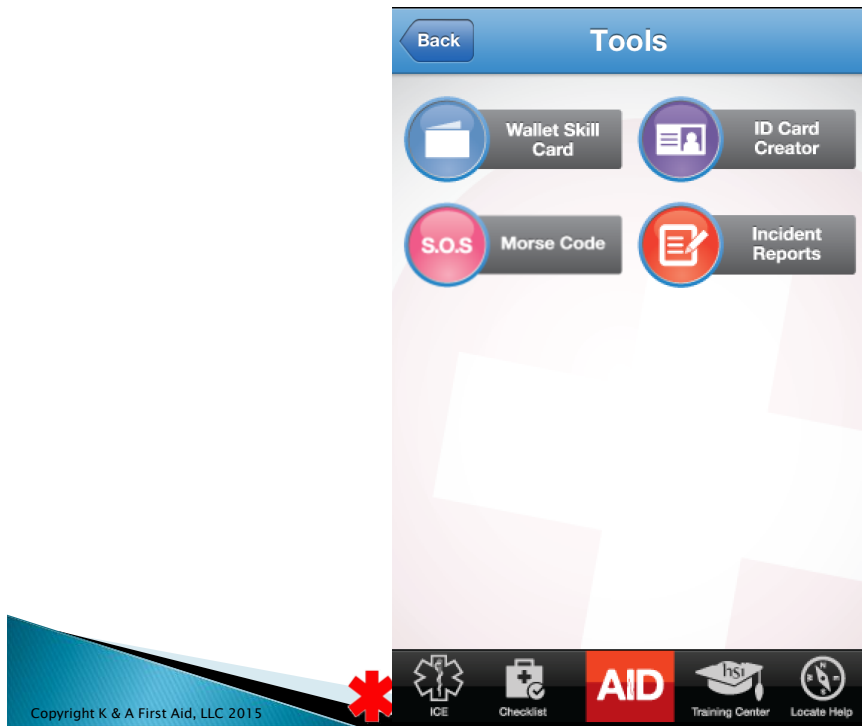 Back
Tools
Wallet Skill
Card
ID Card
Creator
S.O.S
Morse Code
Incident
Reports
ICE
Checklist
AID
hsi
Training Center
Locate Help
Copyright K & A First Aid, LLC 2015